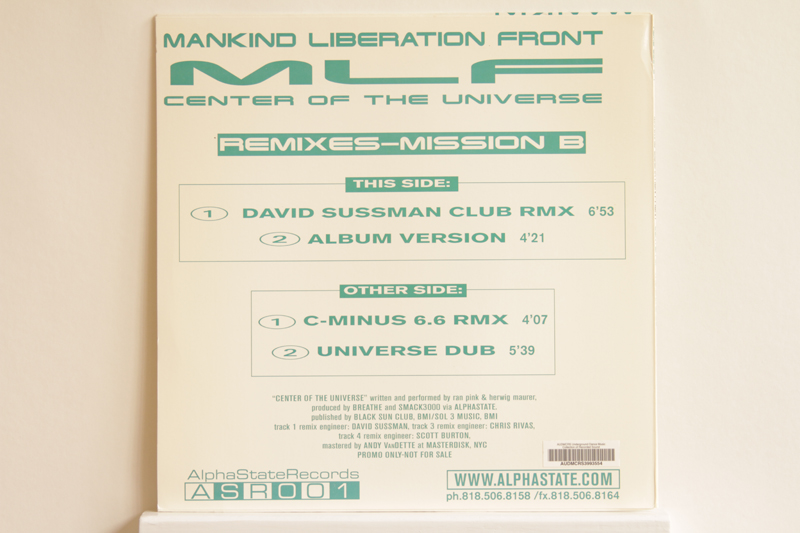 MANKIND LIBERATION FRONT
MLF
CENTER OF THE UNIVERSE
REMIXES-MISSION B
THIS SIDE:
1 DAVID SUSSMAN CLUB RMX 6'53
2 ALBUM VERSION 4'21
OTHER SIDE:
1 C-MINUS 6.6 RMX 4'07
2 UNIVERSE DUB 5'39
"CENTER OF THE UNIVERSE" written and performed by ran pink & herwig maurer,
produced by BREATHE and SMACK3000 via ALPHASTATE.
published by BLACK SUN CLUB, BMI/SOL 3 MUSIC, BMI
track 1 remix engineer: DAVID SUSSMAN, track 3 remix engineer: CHRIS RIVAS,
track 4 remix engineer: SCOTT BURTON,
mastered by ANDY VanDETTE at MASTERDISK, NYC
PROMO ONLY-NOT FOR SALE
AlphaStateRecords
ASR001
WWW.ALPHASTATE.COM
ph.818.506.8158 /fx.818.506.8164